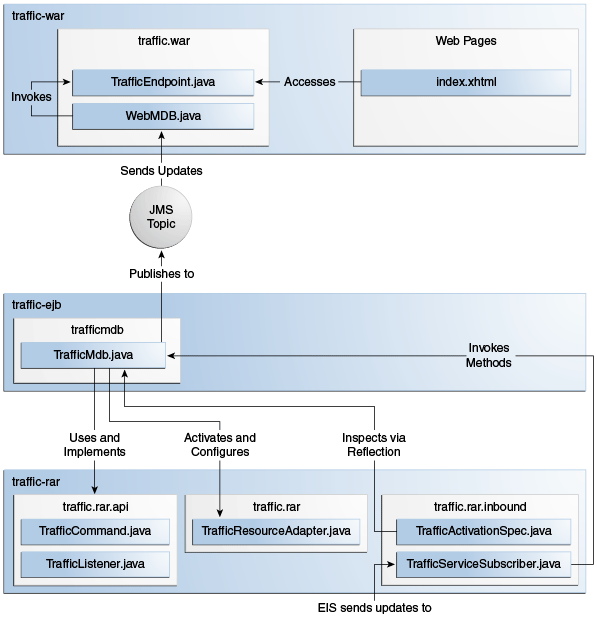 traffic-war
traffic.war
Web Pages
TrafficEndpoint.java
Accesses
index.xhtml
Invokes
WebMDB.java
Sends Updates
JMS
Topic
Publishes to
traffic-ejb
trafficmdb
TrafficMdb.java
Invokes
Methods
Uses and
Implements
Activates and
Configures
Inspects via
Reflection
traffic-rar
traffic.rar.api
traffic.rar
traffic.rar.inbound
TrafficCommand.java
TrafficResourceAdapter.java
TrafficActivationSpec.java
TrafficListener.java
TrafficServiceSubscriber.java
EIS sends updates to